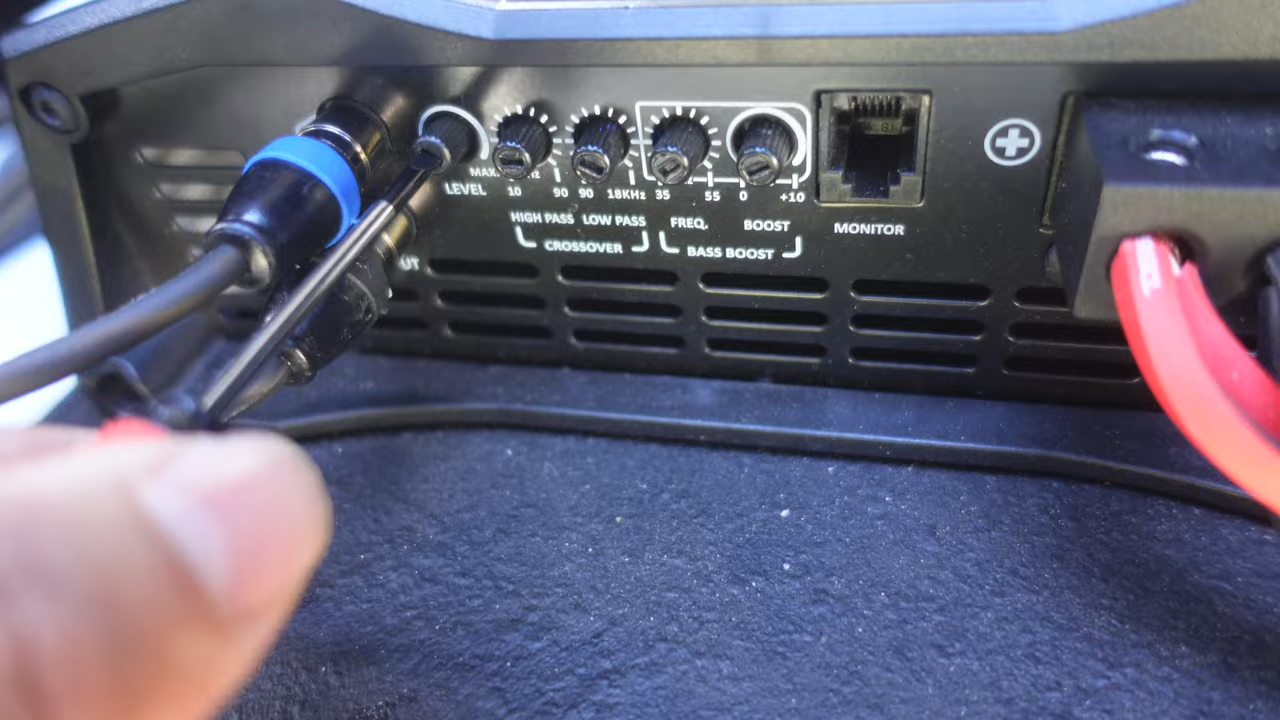 MAX.
LEVEL
10 90 90 18KHz 35 55 0 +10
HIGH PASS LOW PASS FREQ. BOOST MONITOR
CROSSOVER BASS BOOST